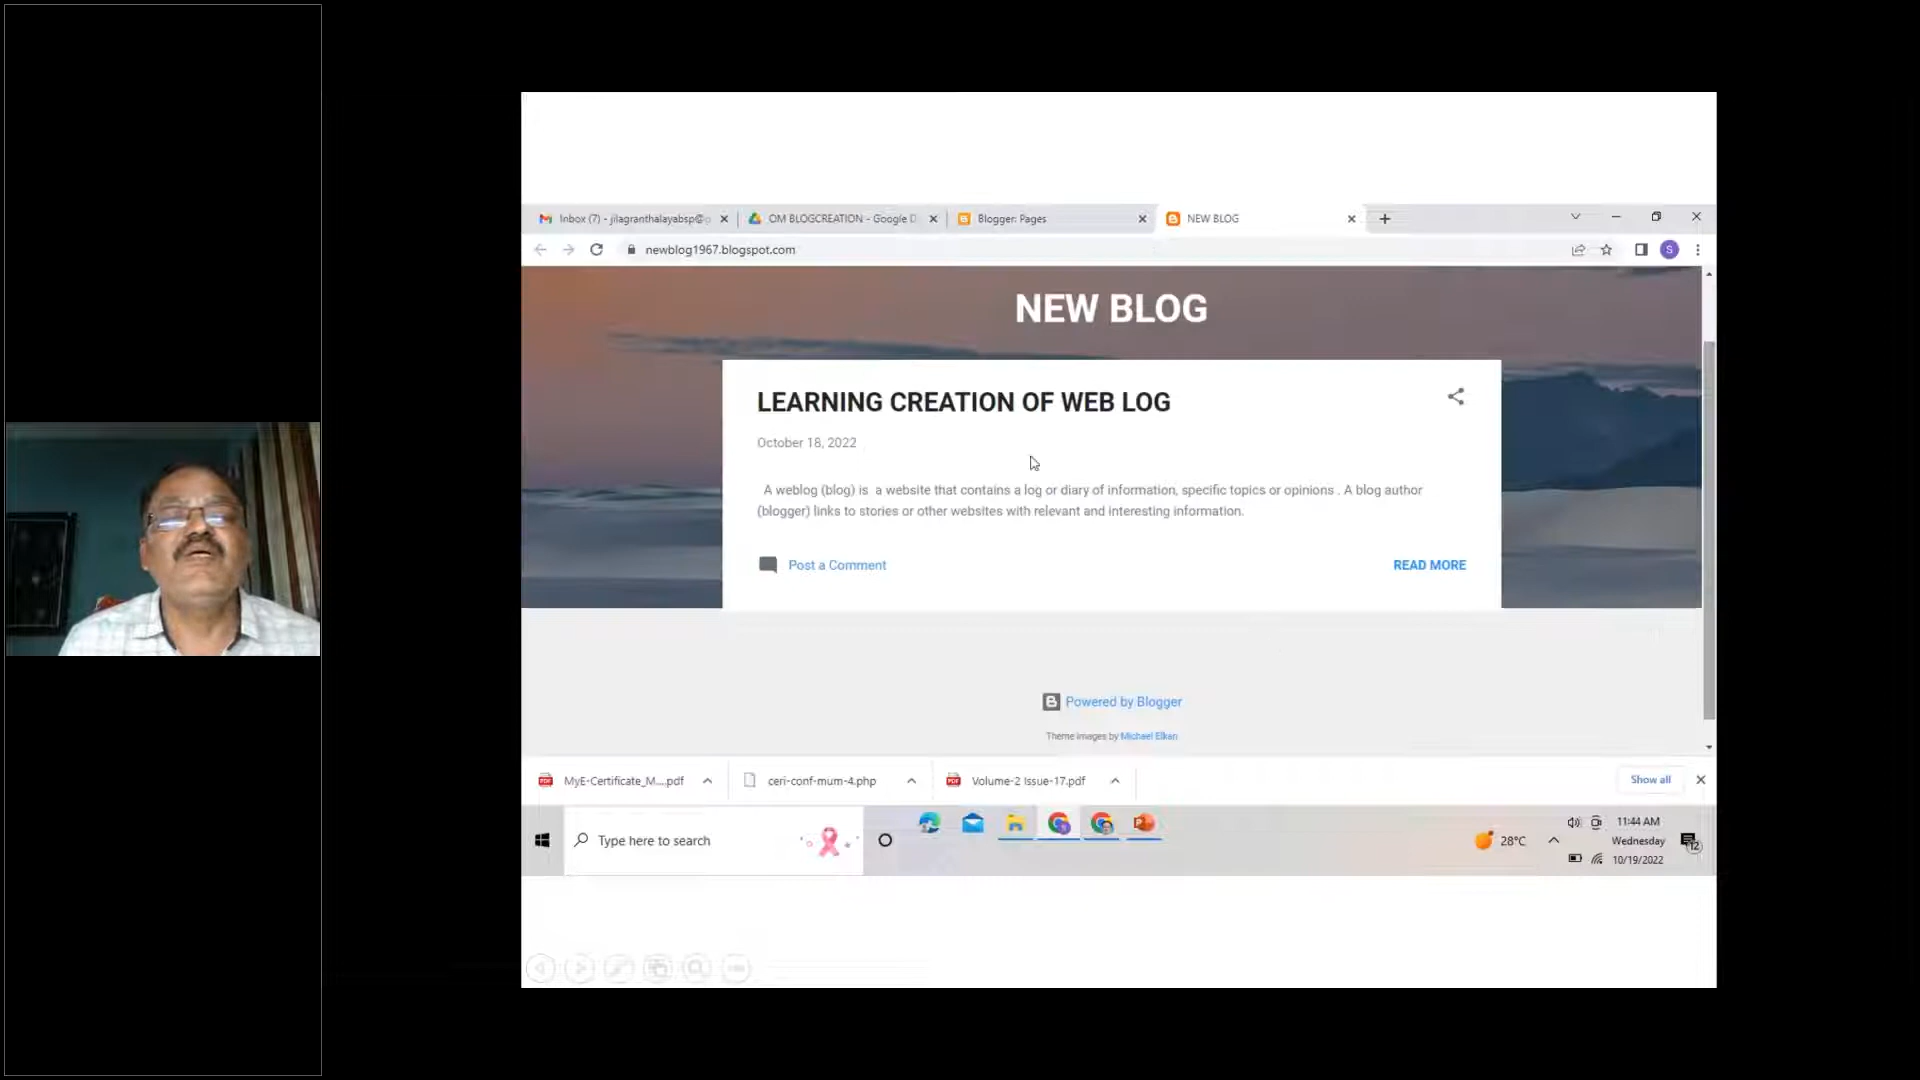 Inbox (7) - jilagranthalayabsp@g
OM BLOGCREATION - Google D
Blogger: Pages
NEW BLOG
newblog1967.blogspot.com
S
NEW BLOG
LEARNING CREATION OF WEB LOG
October 18, 2022
A weblog (blog) is a website that contains a log or diary of information, specific topics or opinions . A blog author
(blogger) links to stories or other websites with relevant and interesting information.
Post a Comment
READ MORE
Powered by Blogger
Theme images by Michael Elkan
MyE-Certificate_M....pdf
ceri-conf-mum-4.php
Volume-2 Issue-17.pdf
Show all
Type here to search
28°C
11:44 AM
Wednesday
10/19/2022
12